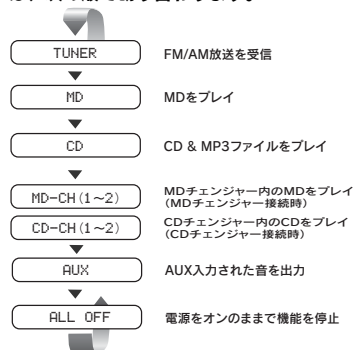 TUNER FM/AM放送を受信
MD MDをプレイ
CD CD & MP3ファイルをプレイ
MD-CH(1~2) MDチェンジャー内のMDをプレイ
(MDチェンジャー接続時)
CD-CH(1~2) CDチェンジャー内のCDをプレイ
(CDチェンジャー接続時)
AUX AUX入力された音を出力
ALL OFF 電源をオンのままで機能を停止